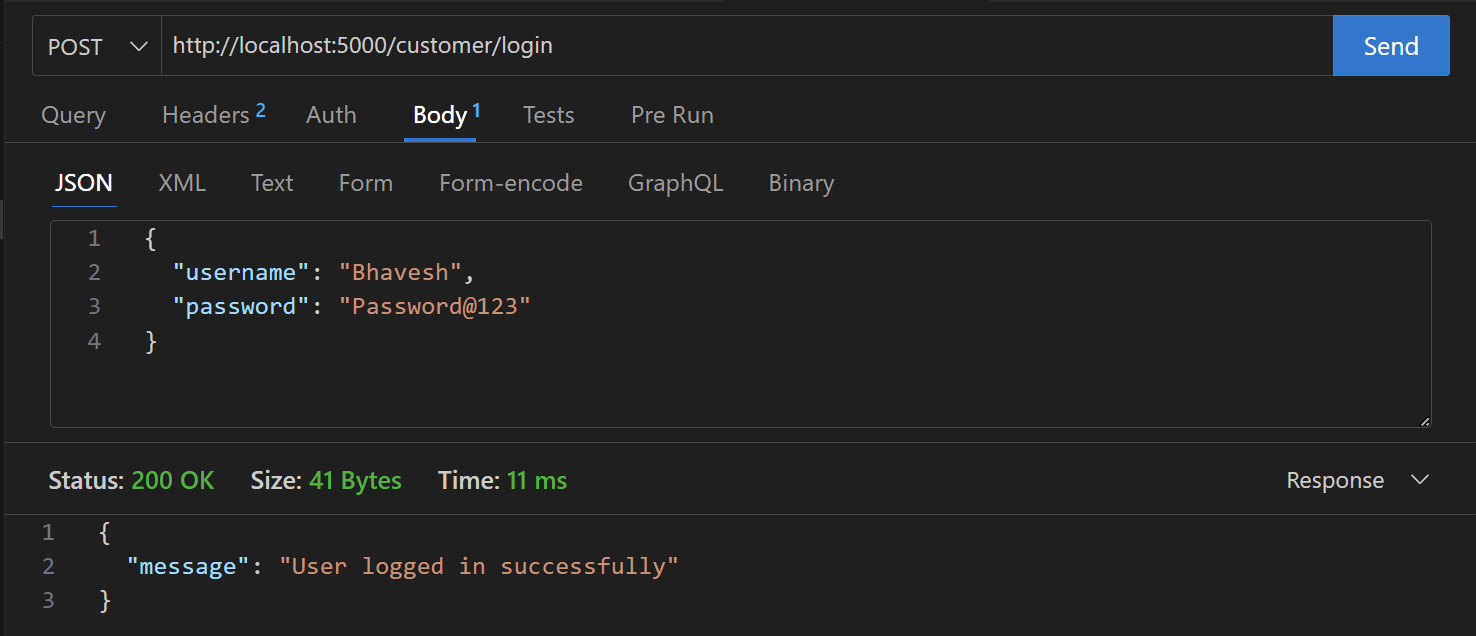 POST http://localhost:5000/customer/login Send
Query Headers 2 Auth Body 1 Tests Pre Run
JSON XML Text Form Form-encode GraphQL Binary
1 {
2 "username": "Bhavesh",
3 "password": "Password@123"
4 }
Status: 200 OK Size: 41 Bytes Time: 11 ms Response
1 {
2 "message": "User logged in successfully"
3 }